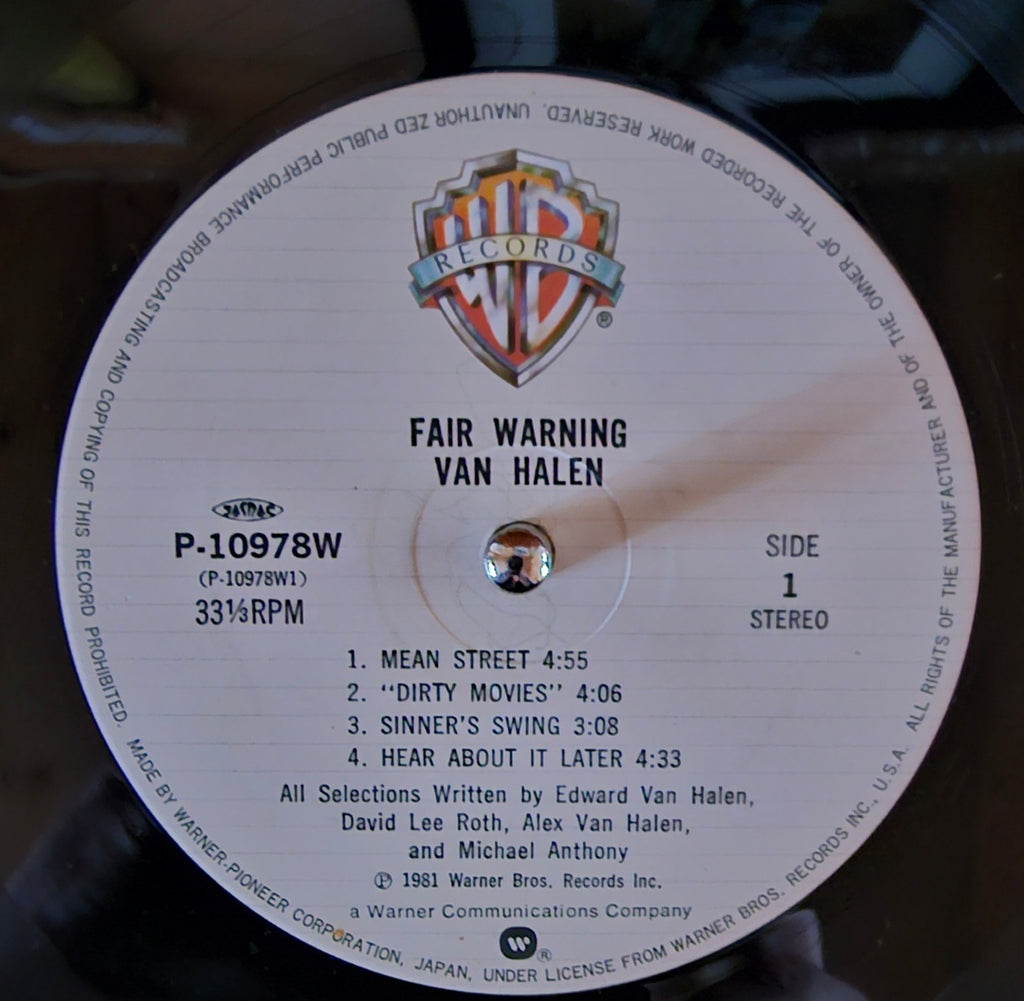 WB
RECORDS
®
FAIR WARNING
VAN HALEN
JASRAC
P-10978W
(P-10978W1)
33⅓RPM
SIDE
1
STEREO
1. MEAN STREET 4:55
2. “DIRTY MOVIES” 4:06
3. SINNER'S SWING 3:08
4. HEAR ABOUT IT LATER 4:33
All Selections Written by Edward Van Halen,
David Lee Roth, Alex Van Halen,
and Michael Anthony
℗ 1981 Warner Bros. Records Inc.
a Warner Communications Company
W®
MADE BY WARNER-PIONEER CORPORATION, JAPAN, UNDER LICENSE FROM WARNER BROS. RECORDS INC., U.S.A. ALL RIGHTS OF THE MANUFACTURER AND OF THE OWNER OF THE RECORDED WORK RESERVED. UNAUTHOR ZED PUBLIC PERFORMANCE BROADCASTING AND COPYING OF THIS RECORD PROHIBITED.